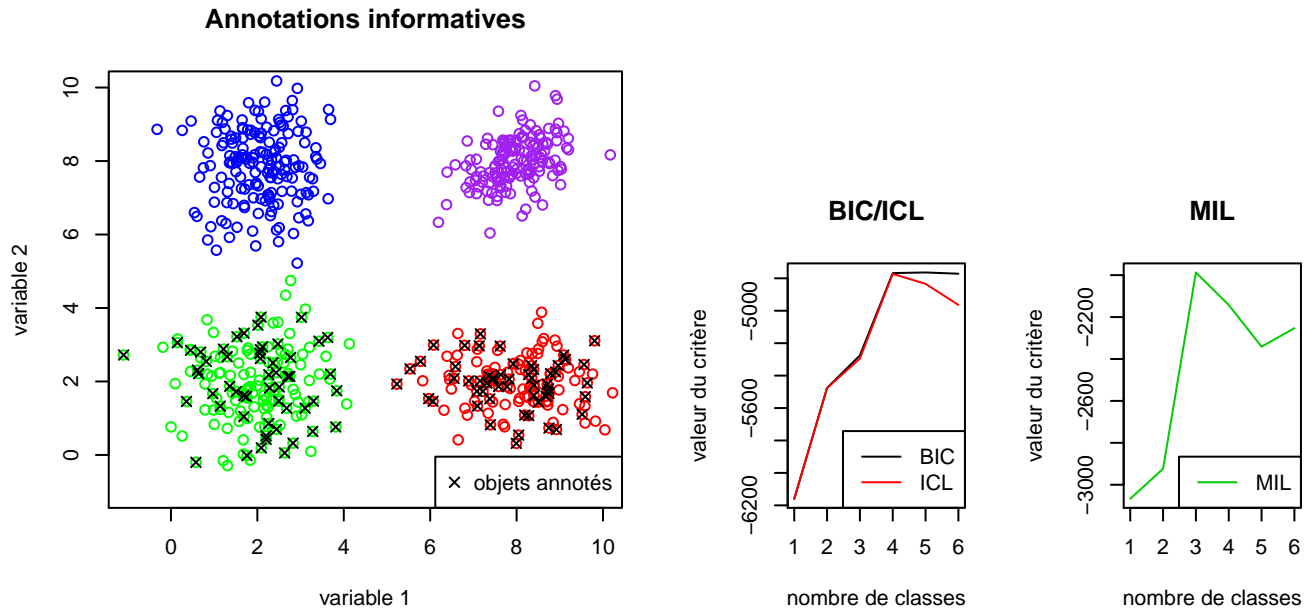 Annotations informatives
variable 2
0 2 4 6 8 10
0 2 4 6 8 10
variable 1
objets annotés
BIC/ICL
valeur du critère
−6200 −5600 −5000
BIC
ICL
1 2 3 4 5 6
nombre de classes
MIL
valeur du critère
−3000 −2600 −2200
MIL
1 2 3 4 5 6
nombre de classes